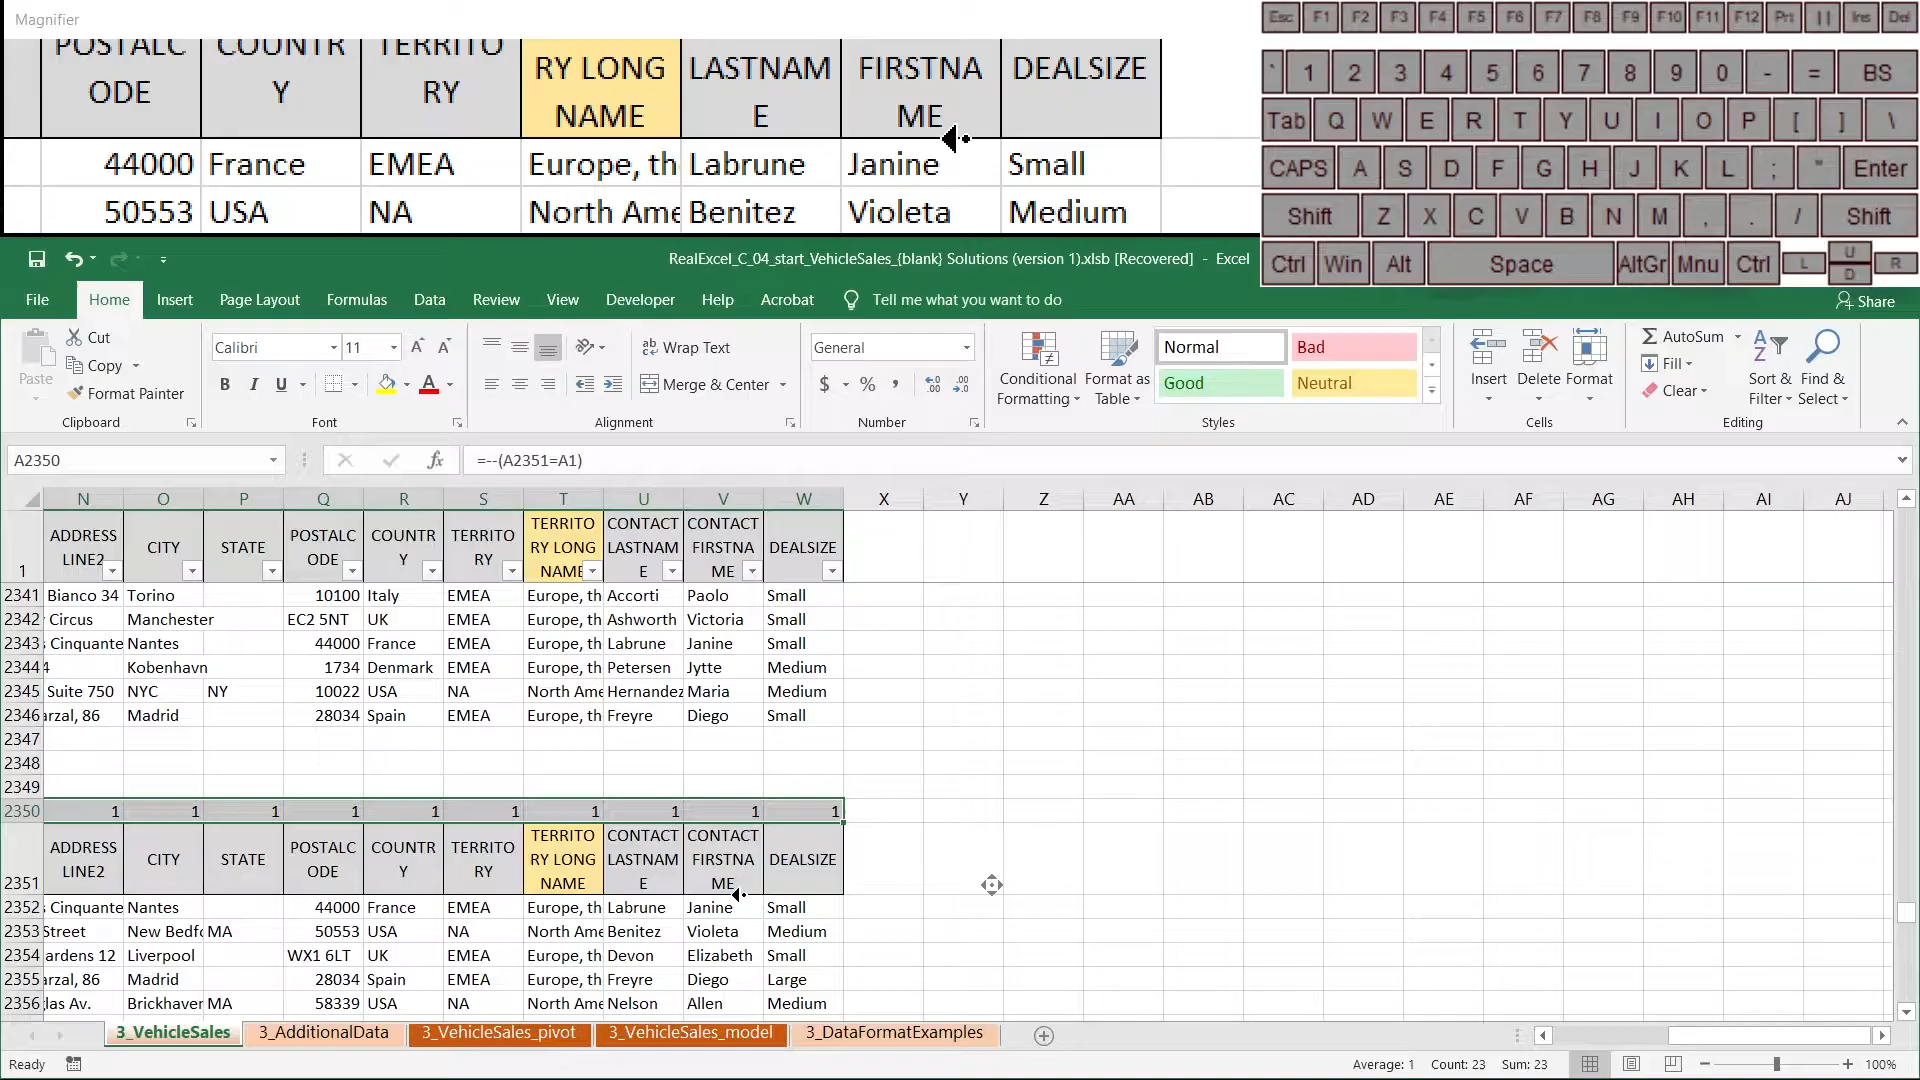 Magnifier
POSTALC COUNTR TERRITO
RY LONG LASTNAM FIRSTNA DEALSIZE
ODE Y RY NAME E ME
44000 France EMEA Europe, th Labrune Janine Small
50553 USA NA North Ame Benitez Violeta Medium
Esc F1 F2 F3 F4 F5 F6 F7 F8 F9 F10 F11 F12 Prt || Ins Del
` 1 2 3 4 5 6 7 8 9 0 - = BS
Tab Q W E R T Y U I O P [ ] \
CAPS A S D F G H J K L ; " Enter
Shift Z X C V B N M , . / Shift
Ctrl Win Alt Space AltGr Mnu Ctrl L U D R
RealExcel_C_04_start_VehicleSales_{blank} Solutions (version 1).xlsb [Recovered] - Excel
File Home Insert Page Layout Formulas Data Review View Developer Help Acrobat Tell me what you want to do Share
Paste
Cut
Copy
Format Painter
Clipboard
Calibri 11
B I U A
Font
Wrap Text
Merge & Center
Alignment
General
$ % ,
Number
Conditional
Formatting
Format as
Table
Normal Bad
Good Neutral
Styles
Insert Delete Format
Cells
AutoSum
Fill
Clear
Sort &
Filter
Find &
Select
Editing
A2350 fx =--(A2351=A1)
N O P Q R S T U V W X Y Z AA AB AC AD AE AF AG AH AI AJ
TERRITO CONTACT CONTACT
ADDRESS POSTALC COUNTR TERRITO
CITY STATE RY LONG LASTNAM FIRSTNA DEALSIZE
LINE2 ODE Y RY
1 NAME E ME
2341 Bianco 34 Torino 10100 Italy EMEA Europe, th Accorti Paolo Small
2342 Circus Manchester EC2 5NT UK EMEA Europe, th Ashworth Victoria Small
2343 Cinquante Nantes 44000 France EMEA Europe, th Labrune Janine Small
2344 4 Kobenhavn 1734 Denmark EMEA Europe, th Petersen Jytte Medium
2345 Suite 750 NYC NY 10022 USA NA North Ame Hernandez Maria Medium
2346 arzal, 86 Madrid 28034 Spain EMEA Europe, th Freyre Diego Small
2347
2348
2349
2350 1 1 1 1 1 1 1 1 1 1
TERRITO CONTACT CONTACT
ADDRESS POSTALC COUNTR TERRITO
CITY STATE RY LONG LASTNAM FIRSTNA DEALSIZE
LINE2 ODE Y RY
2351 NAME E ME
2352 Cinquante Nantes 44000 France EMEA Europe, th Labrune Janine Small
2353 Street New Bedfo MA 50553 USA NA North Ame Benitez Violeta Medium
2354 ardens 12 Liverpool WX1 6LT UK EMEA Europe, th Devon Elizabeth Small
2355 arzal, 86 Madrid 28034 Spain EMEA Europe, th Freyre Diego Large
2356 las Av. Brickhaver MA 58339 USA NA North Ame Nelson Allen Medium
3_VehicleSales 3_AdditionalData 3_VehicleSales_pivot 3_VehicleSales_model 3_DataFormatExamples
Ready Average: 1 Count: 23 Sum: 23 100%